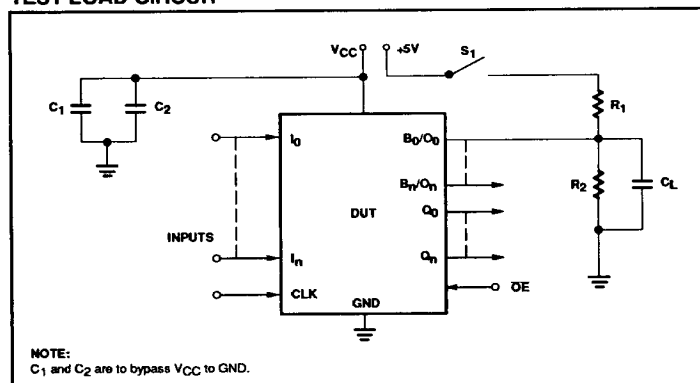 TEST LOAD CIRCUIT
VCC
+5V
S1
C1
C2
R1
I0
B0/O0
Bn/On
R2
CL
DUT
Q0
INPUTS
In
Qn
CLK
OE
GND
NOTE:
C1 and C2 are to bypass VCC to GND.